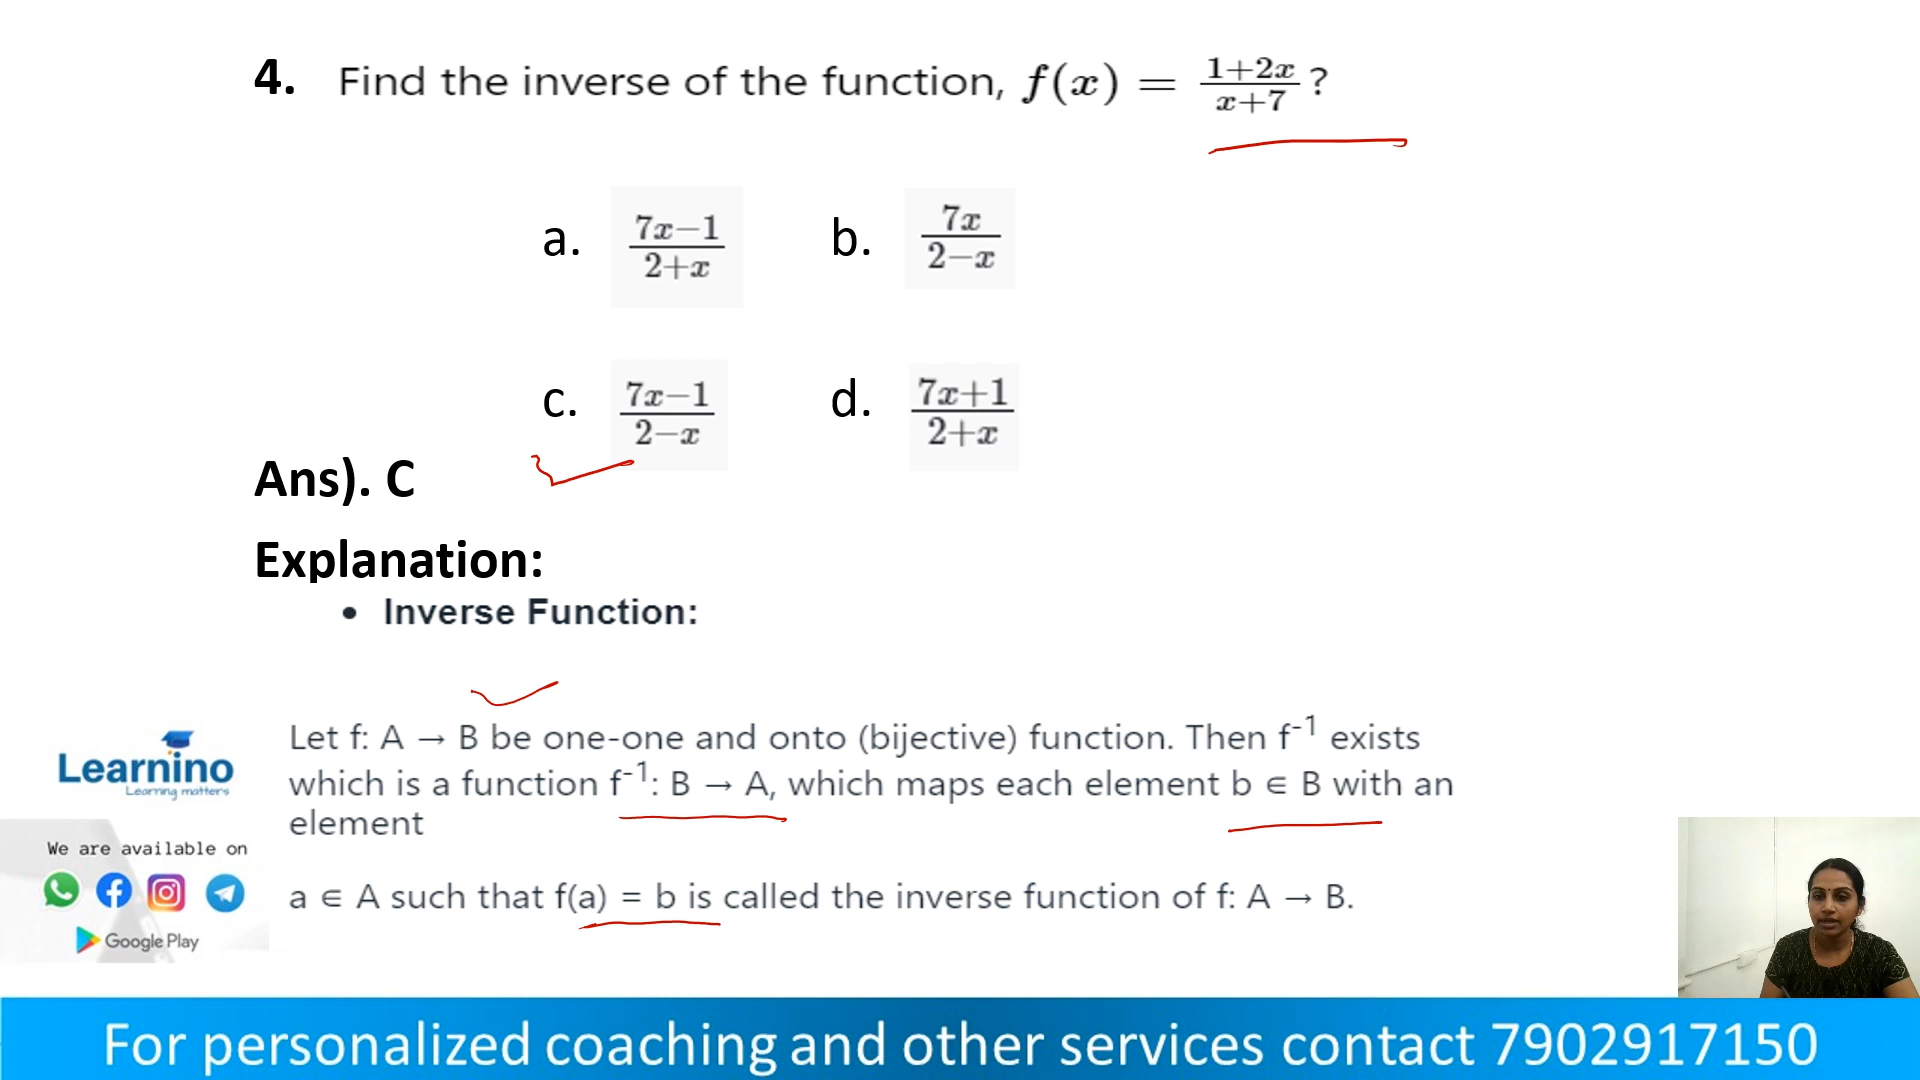 4. Find the inverse of the function, f(x) = (1+2x)/(x+7) ?
a. (7x−1)/(2+x) b. 7x/(2−x)
c. (7x−1)/(2−x) d. (7x+1)/(2+x)
Ans). C
Explanation:
• Inverse Function:
Let f: A → B be one-one and onto (bijective) function. Then f⁻¹ exists
which is a function f⁻¹: B → A, which maps each element b ∈ B with an
element
a ∈ A such that f(a) = b is called the inverse function of f: A → B.
Learnino
Learning matters
We are available on
Google Play
For personalized coaching and other services contact 7902917150